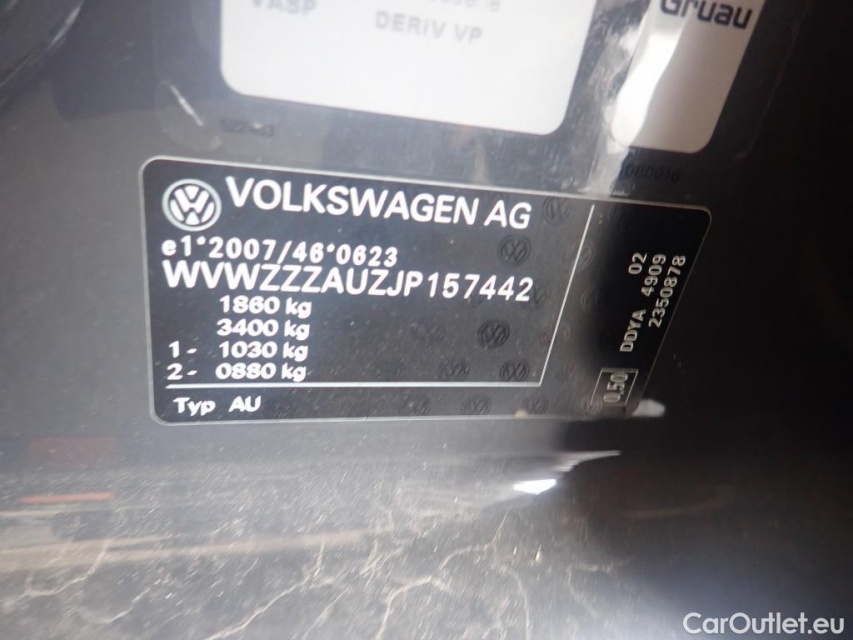 VASP
DERIV VP
Gruau
VOLKSWAGEN AG
e1*2007/46*0623
WVWZZZAUZJP157442
1860 kg
3400 kg
1- 1030 kg
2- 0880 kg
Typ AU
02
DDYA 4909
2350878
0.50
CarOutlet.eu